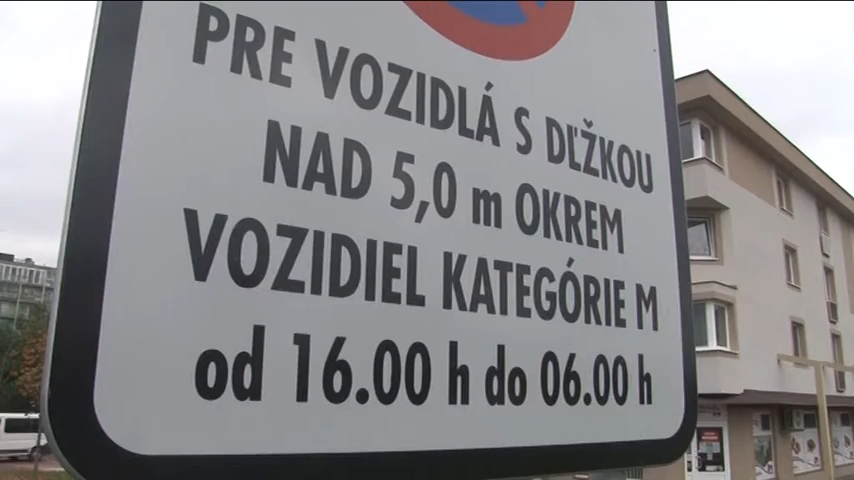 PRE VOZIDLÁ S DĹŽKOU
NAD 5,0 m OKREM
VOZIDIEL KATEGÓRIE M
od 16.00 h do 06.00 h